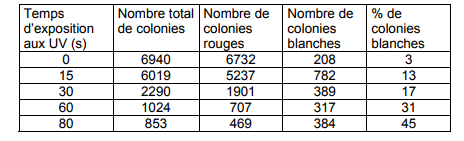 Temps d'exposition aux UV (s) Nombre total de colonies Nombre de colonies rouges Nombre de colonies blanches % de colonies blanches
0 6940 6732 208 3
15 6019 5237 782 13
30 2290 1901 389 17
60 1024 707 317 31
80 853 469 384 45